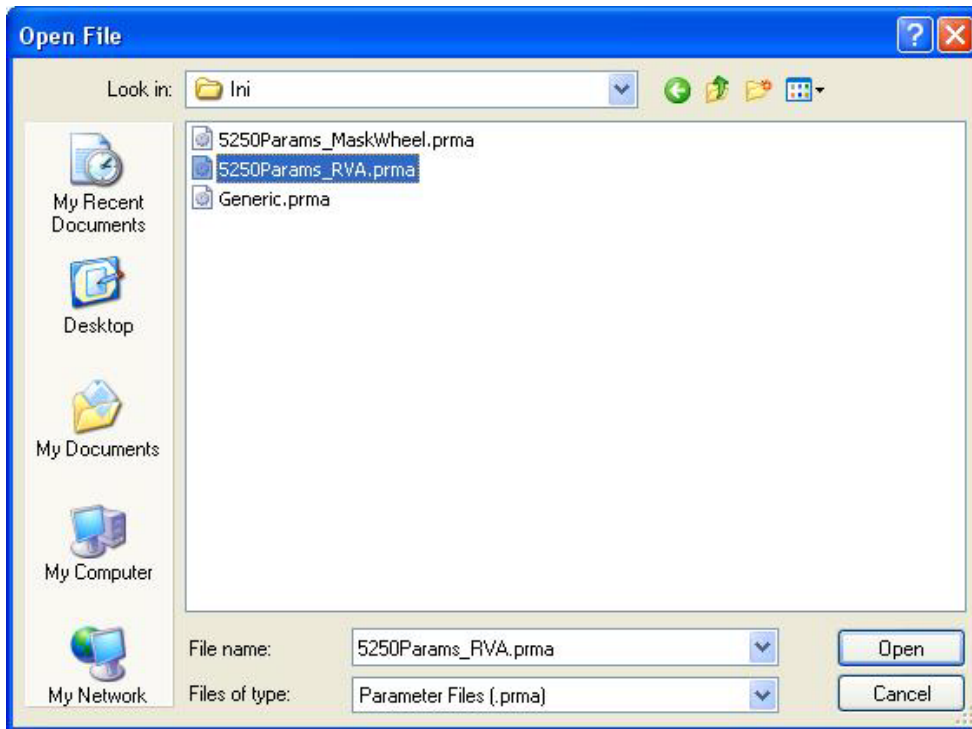 Open File
Look in:
Ini
5250Params_MaskWheel.prma
5250Params_RVA.prma
Generic.prma
My Recent
Documents
Desktop
My Documents
My Computer
My Network
File name:
5250Params_RVA.prma
Open
Files of type:
Parameter Files (.prma)
Cancel